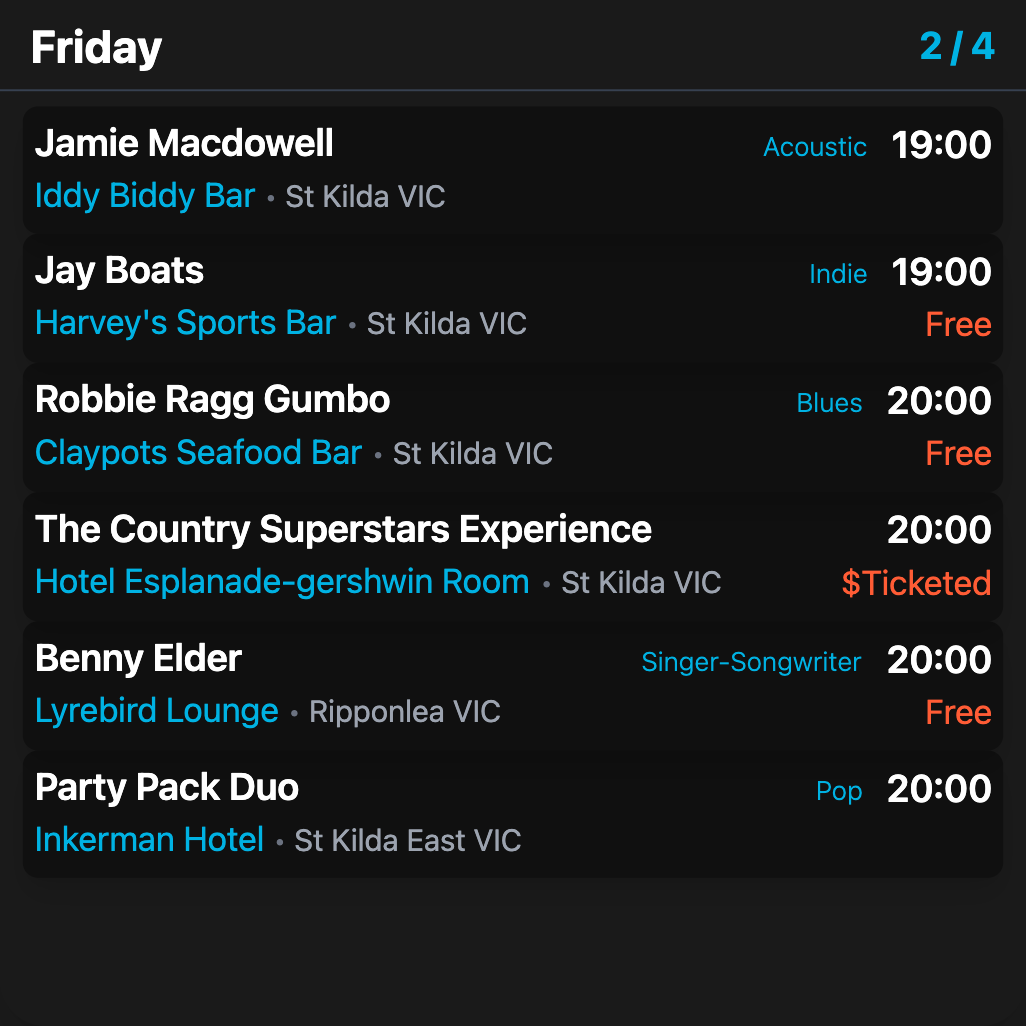 Friday 2 / 4
Jamie Macdowell Acoustic 19:00
Iddy Biddy Bar • St Kilda VIC
Jay Boats Indie 19:00
Harvey's Sports Bar • St Kilda VIC Free
Robbie Ragg Gumbo Blues 20:00
Claypots Seafood Bar • St Kilda VIC Free
The Country Superstars Experience 20:00
Hotel Esplanade-gershwin Room • St Kilda VIC $Ticketed
Benny Elder Singer-Songwriter 20:00
Lyrebird Lounge • Ripponlea VIC Free
Party Pack Duo Pop 20:00
Inkerman Hotel • St Kilda East VIC